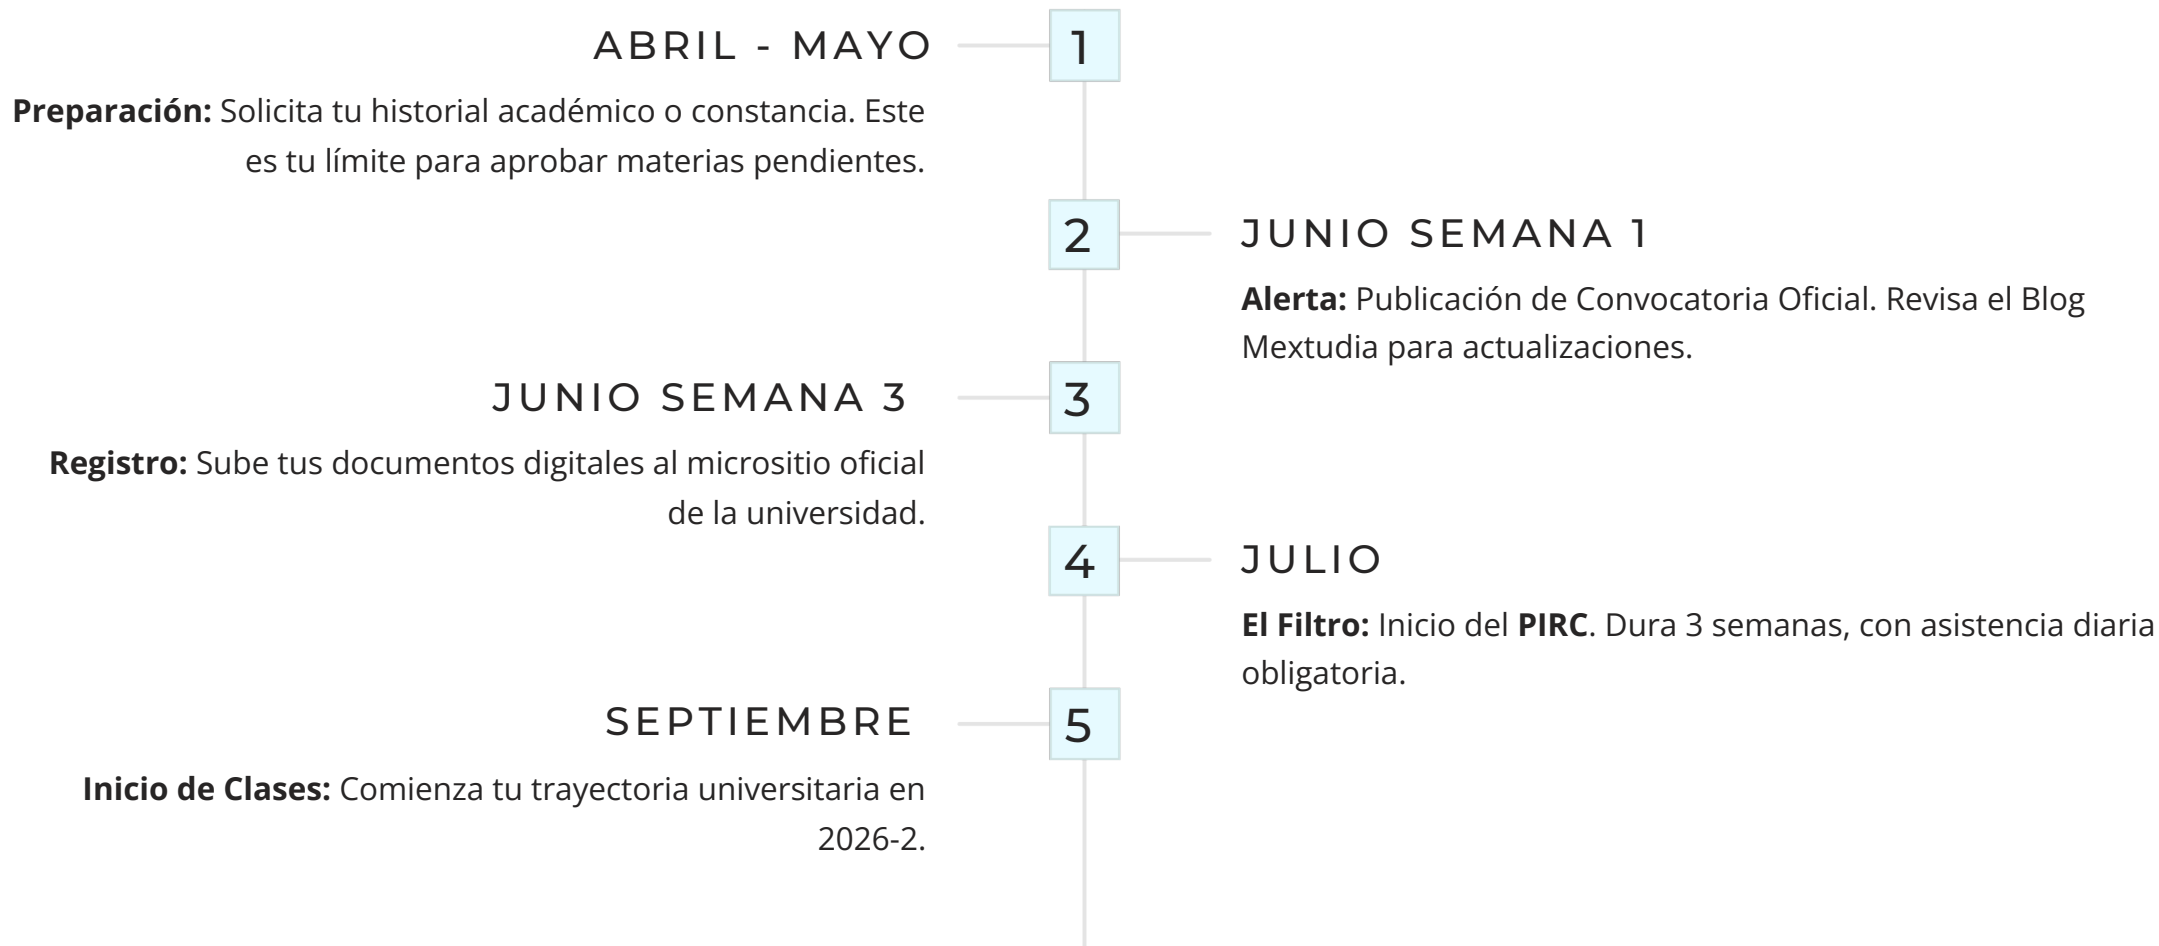 ABRIL - MAYO
1
Preparación: Solicita tu historial académico o constancia. Este
es tu límite para aprobar materias pendientes.
2
JUNIO SEMANA 1
Alerta: Publicación de Convocatoria Oficial. Revisa el Blog
Mextudia para actualizaciones.
JUNIO SEMANA 3
3
Registro: Sube tus documentos digitales al micrositio oficial
de la universidad.
4
JULIO
El Filtro: Inicio del PIRC. Dura 3 semanas, con asistencia diaria
obligatoria.
SEPTIEMBRE
5
Inicio de Clases: Comienza tu trayectoria universitaria en
2026-2.